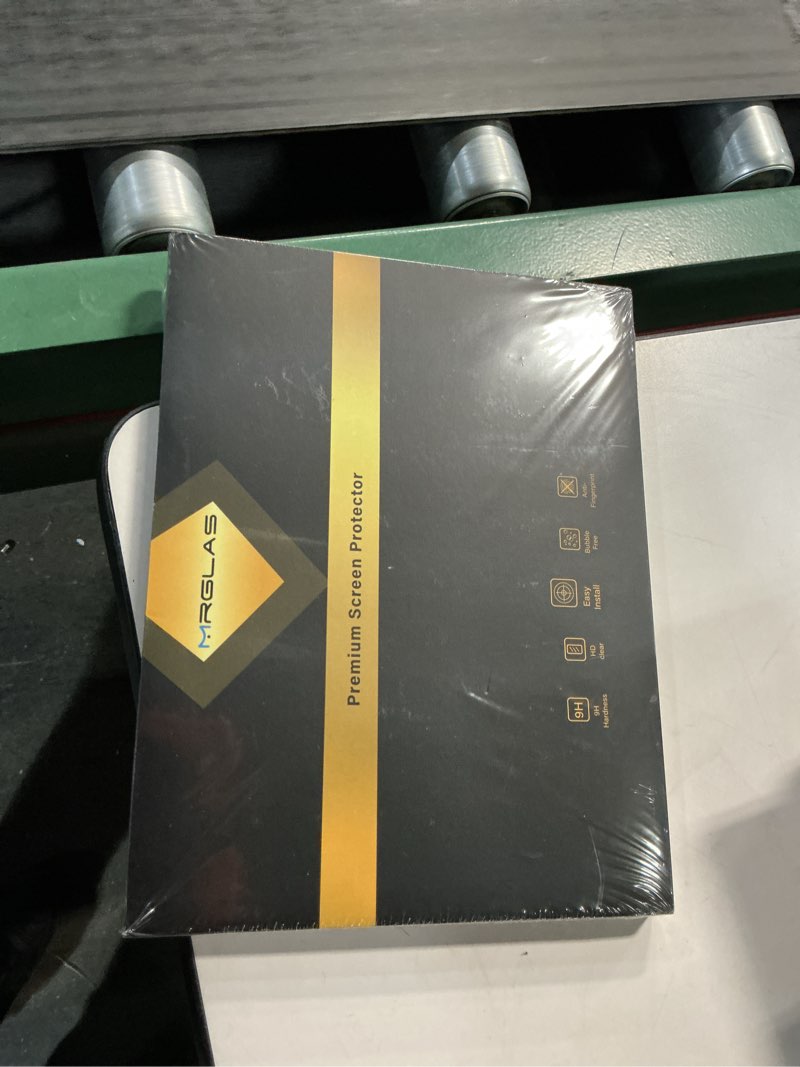 MRGLAS
Premium Screen Protector
9H
9H
Hardness
HD
clear
Easy
Install
Bubble
Free
Anti-
Fingerprint